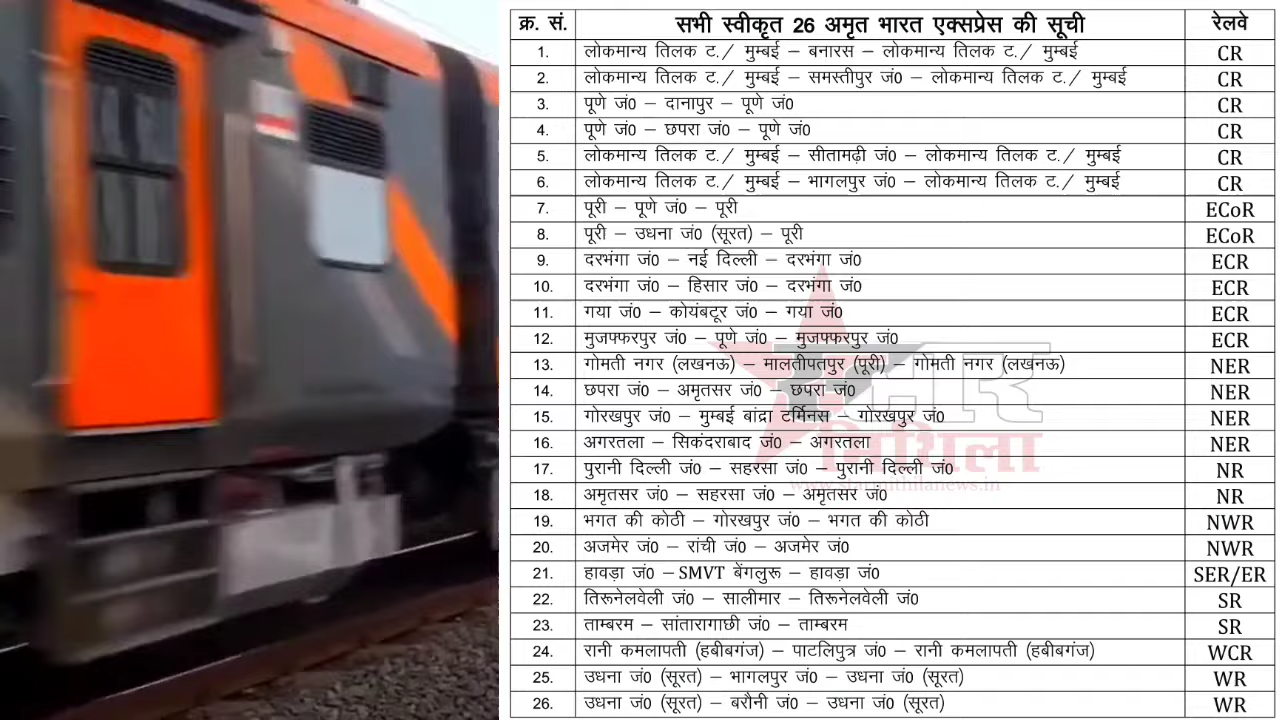 क्र. सं. सभी स्वीकृत 26 अमृत भारत एक्सप्रेस की सूची रेलवे
1. लोकमान्य तिलक ट./ मुम्बई – बनारस – लोकमान्य तिलक ट./ मुम्बई CR
2. लोकमान्य तिलक ट./ मुम्बई – समस्तीपुर जं0 – लोकमान्य तिलक ट./ मुम्बई CR
3. पूणे जं0 – दानापुर – पूणे जं0 CR
4. पूणे जं0 – छपरा जं0 – पूणे जं0 CR
5. लोकमान्य तिलक ट./ मुम्बई – सीतामढ़ी जं0 – लोकमान्य तिलक ट./ मुम्बई CR
6. लोकमान्य तिलक ट./ मुम्बई – भागलपुर जं0 – लोकमान्य तिलक ट./ मुम्बई CR
7. पूरी – पूणे जं0 – पूरी ECoR
8. पूरी – उधना जं0 (सूरत) – पूरी ECoR
9. दरभंगा जं0 – नई दिल्ली – दरभंगा जं0 ECR
10. दरभंगा जं0 – हिसार जं0 – दरभंगा जं0 ECR
11. गया जं0 – कोयंबटूर जं0 – गया जं0 ECR
12. मुजफ्फरपुर जं0 – पूणे जं0 – मुजफ्फरपुर जं0 ECR
13. गोमती नगर (लखनऊ) – मालतीपतपुर (पूरी) – गोमती नगर (लखनऊ) NER
14. छपरा जं0 – अमृतसर जं0 – छपरा जं0 NER
15. गोरखपुर जं0 – मुम्बई बांद्रा टर्मिनस – गोरखपुर जं0 NER
16. अगरतला – सिकंदराबाद जं0 – अगरतला NER
17. पुरानी दिल्ली जं0 – सहरसा जं0 – पुरानी दिल्ली जं0 NR
18. अमृतसर जं0 – सहरसा जं0 – अमृतसर जं0 NR
19. भगत की कोठी – गोरखपुर जं0 – भगत की कोठी NWR
20. अजमेर जं0 – रांची जं0 – अजमेर जं0 NWR
21. हावड़ा जं0 – SMVT बेंगलुरू – हावड़ा जं0 SER/ER
22. तिरूनेलवेली जं0 – सालीमार – तिरूनेलवेली जं0 SR
23. ताम्बरम – सांतारागाछी जं0 – ताम्बरम SR
24. रानी कमलापती (हबीबगंज) – पाटलिपुत्र जं0 – रानी कमलापती (हबीबगंज) WCR
25. उधना जं0 (सूरत) – भागलपुर जं0 – उधना जं0 (सूरत) WR
26. उधना जं0 (सूरत) – बरौनी जं0 – उधना जं0 (सूरत) WR
स्टार
मिथिला
www.starmithilanews.in